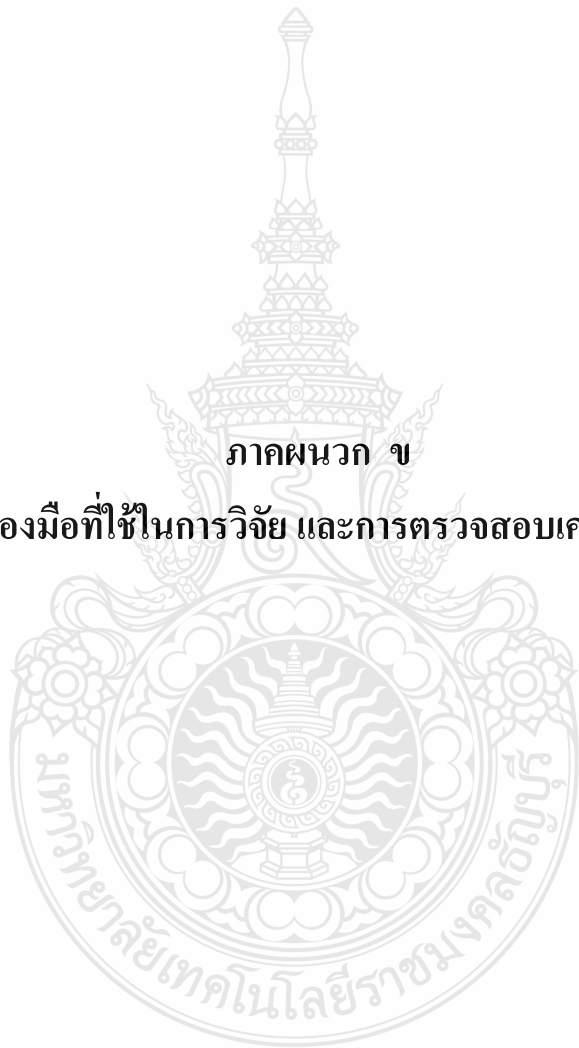 ภาคผนวก ข
องมือที่ใช้ในการวิจัย และการตรวจสอบเค
มหาวิทยาลัยเทคโนโลยีราชมงคลธัญบุรี